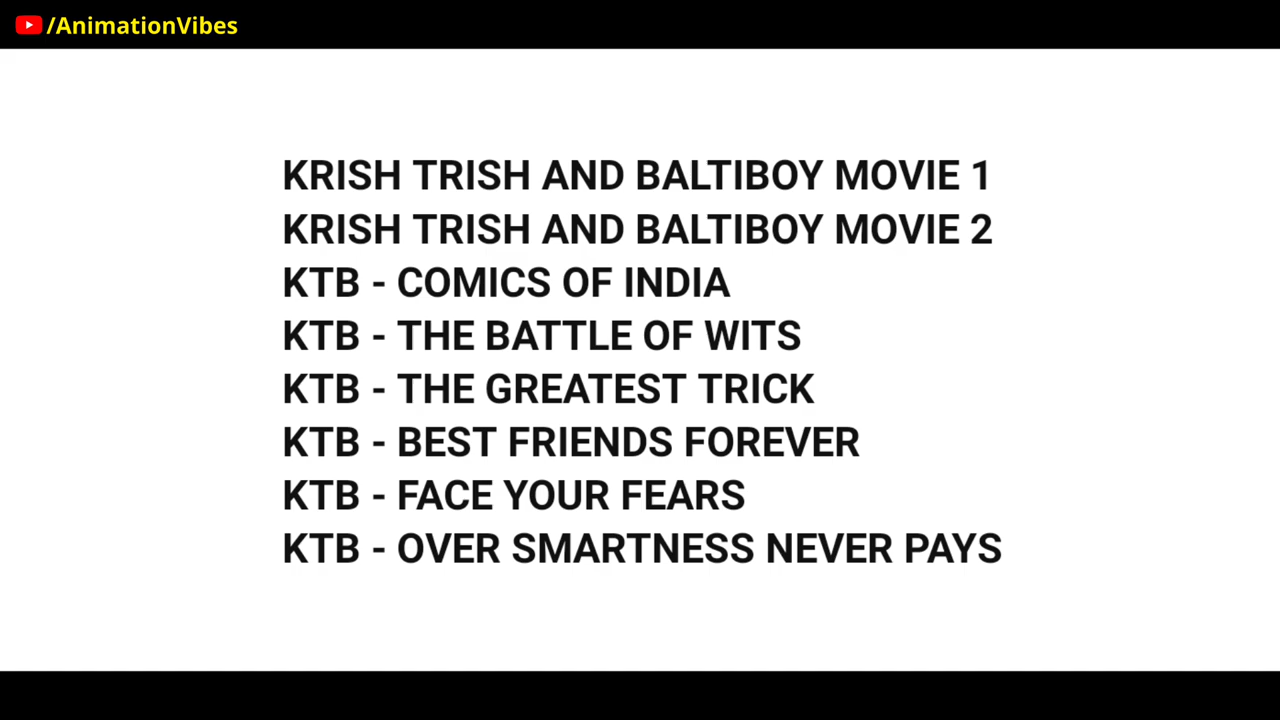 /AnimationVibes
KRISH TRISH AND BALTIBOY MOVIE 1
KRISH TRISH AND BALTIBOY MOVIE 2
KTB - COMICS OF INDIA
KTB - THE BATTLE OF WITS
KTB - THE GREATEST TRICK
KTB - BEST FRIENDS FOREVER
KTB - FACE YOUR FEARS
KTB - OVER SMARTNESS NEVER PAYS